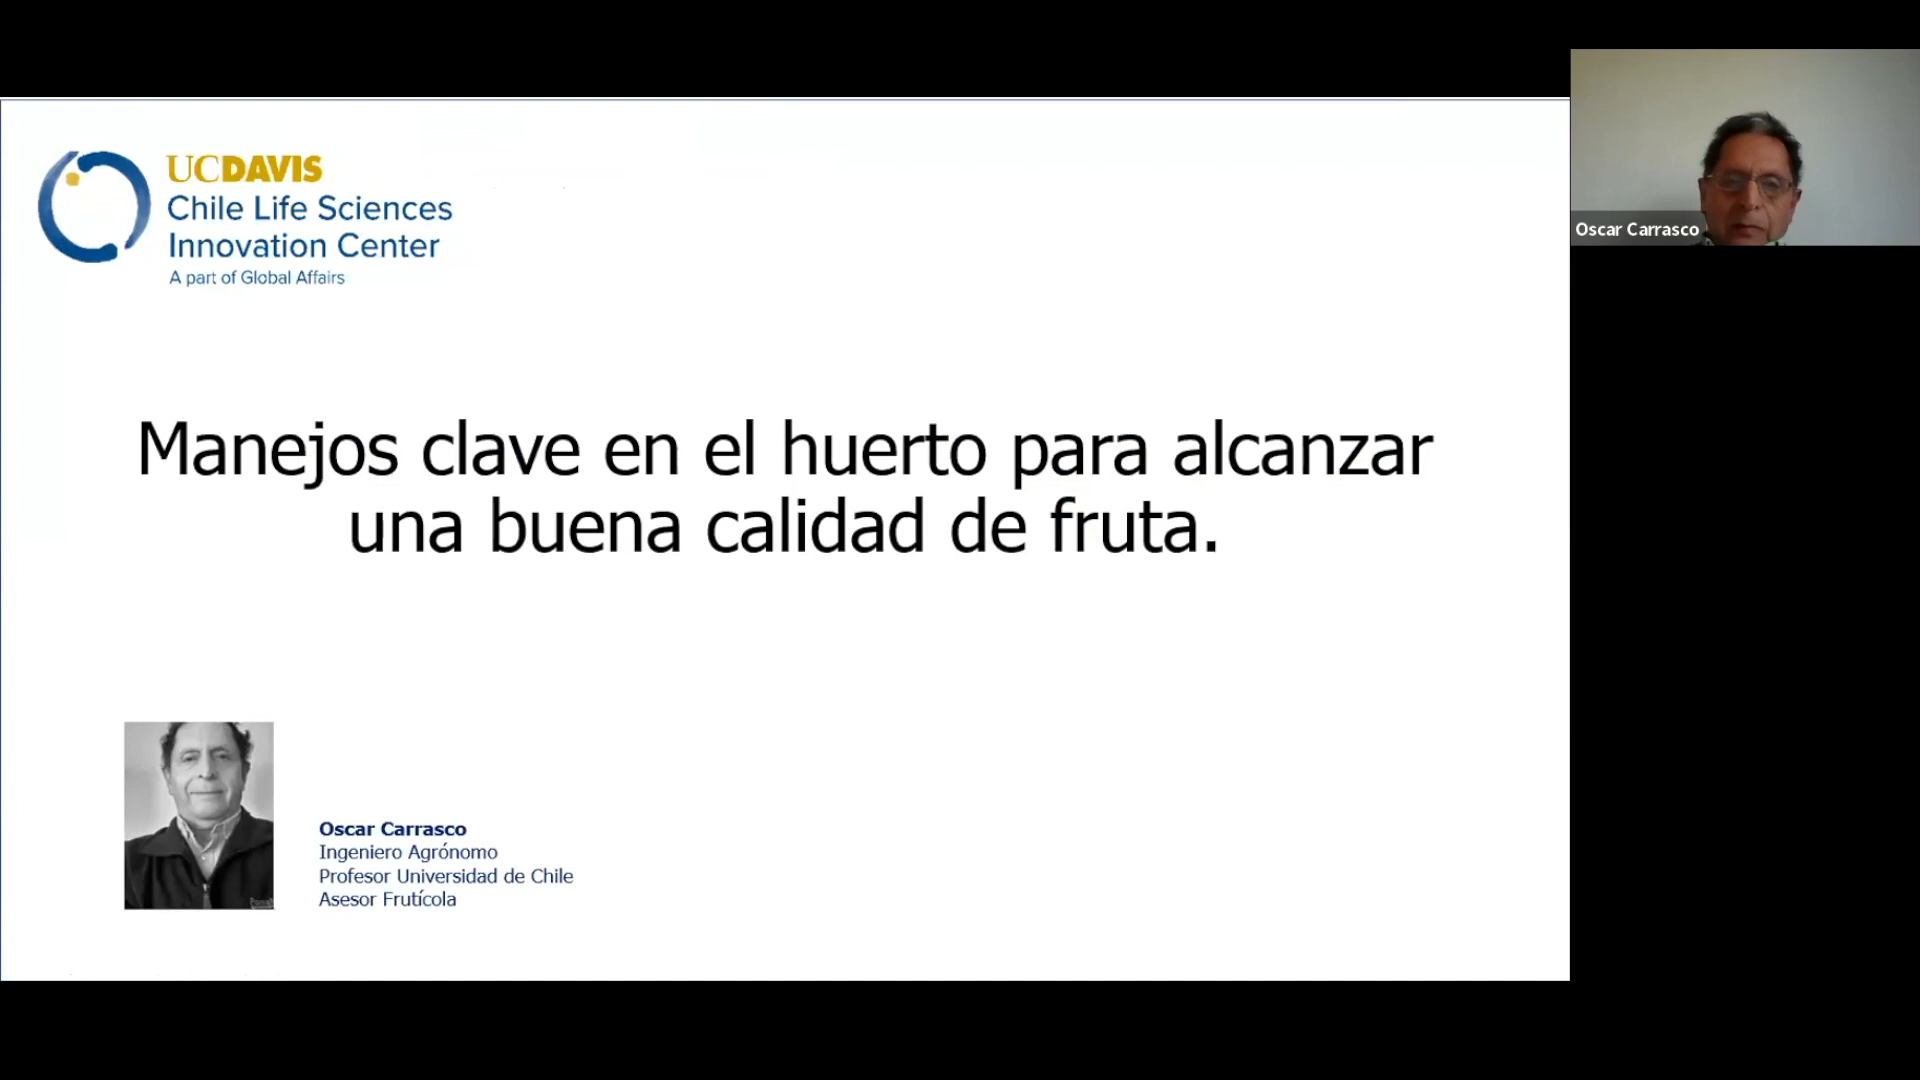 UCDAVIS
Chile Life Sciences
Innovation Center
A part of Global Affairs
Manejos clave en el huerto para alcanzar
una buena calidad de fruta.
Oscar Carrasco
Ingeniero Agrónomo
Profesor Universidad de Chile
Asesor Frutícola
Oscar Carrasco